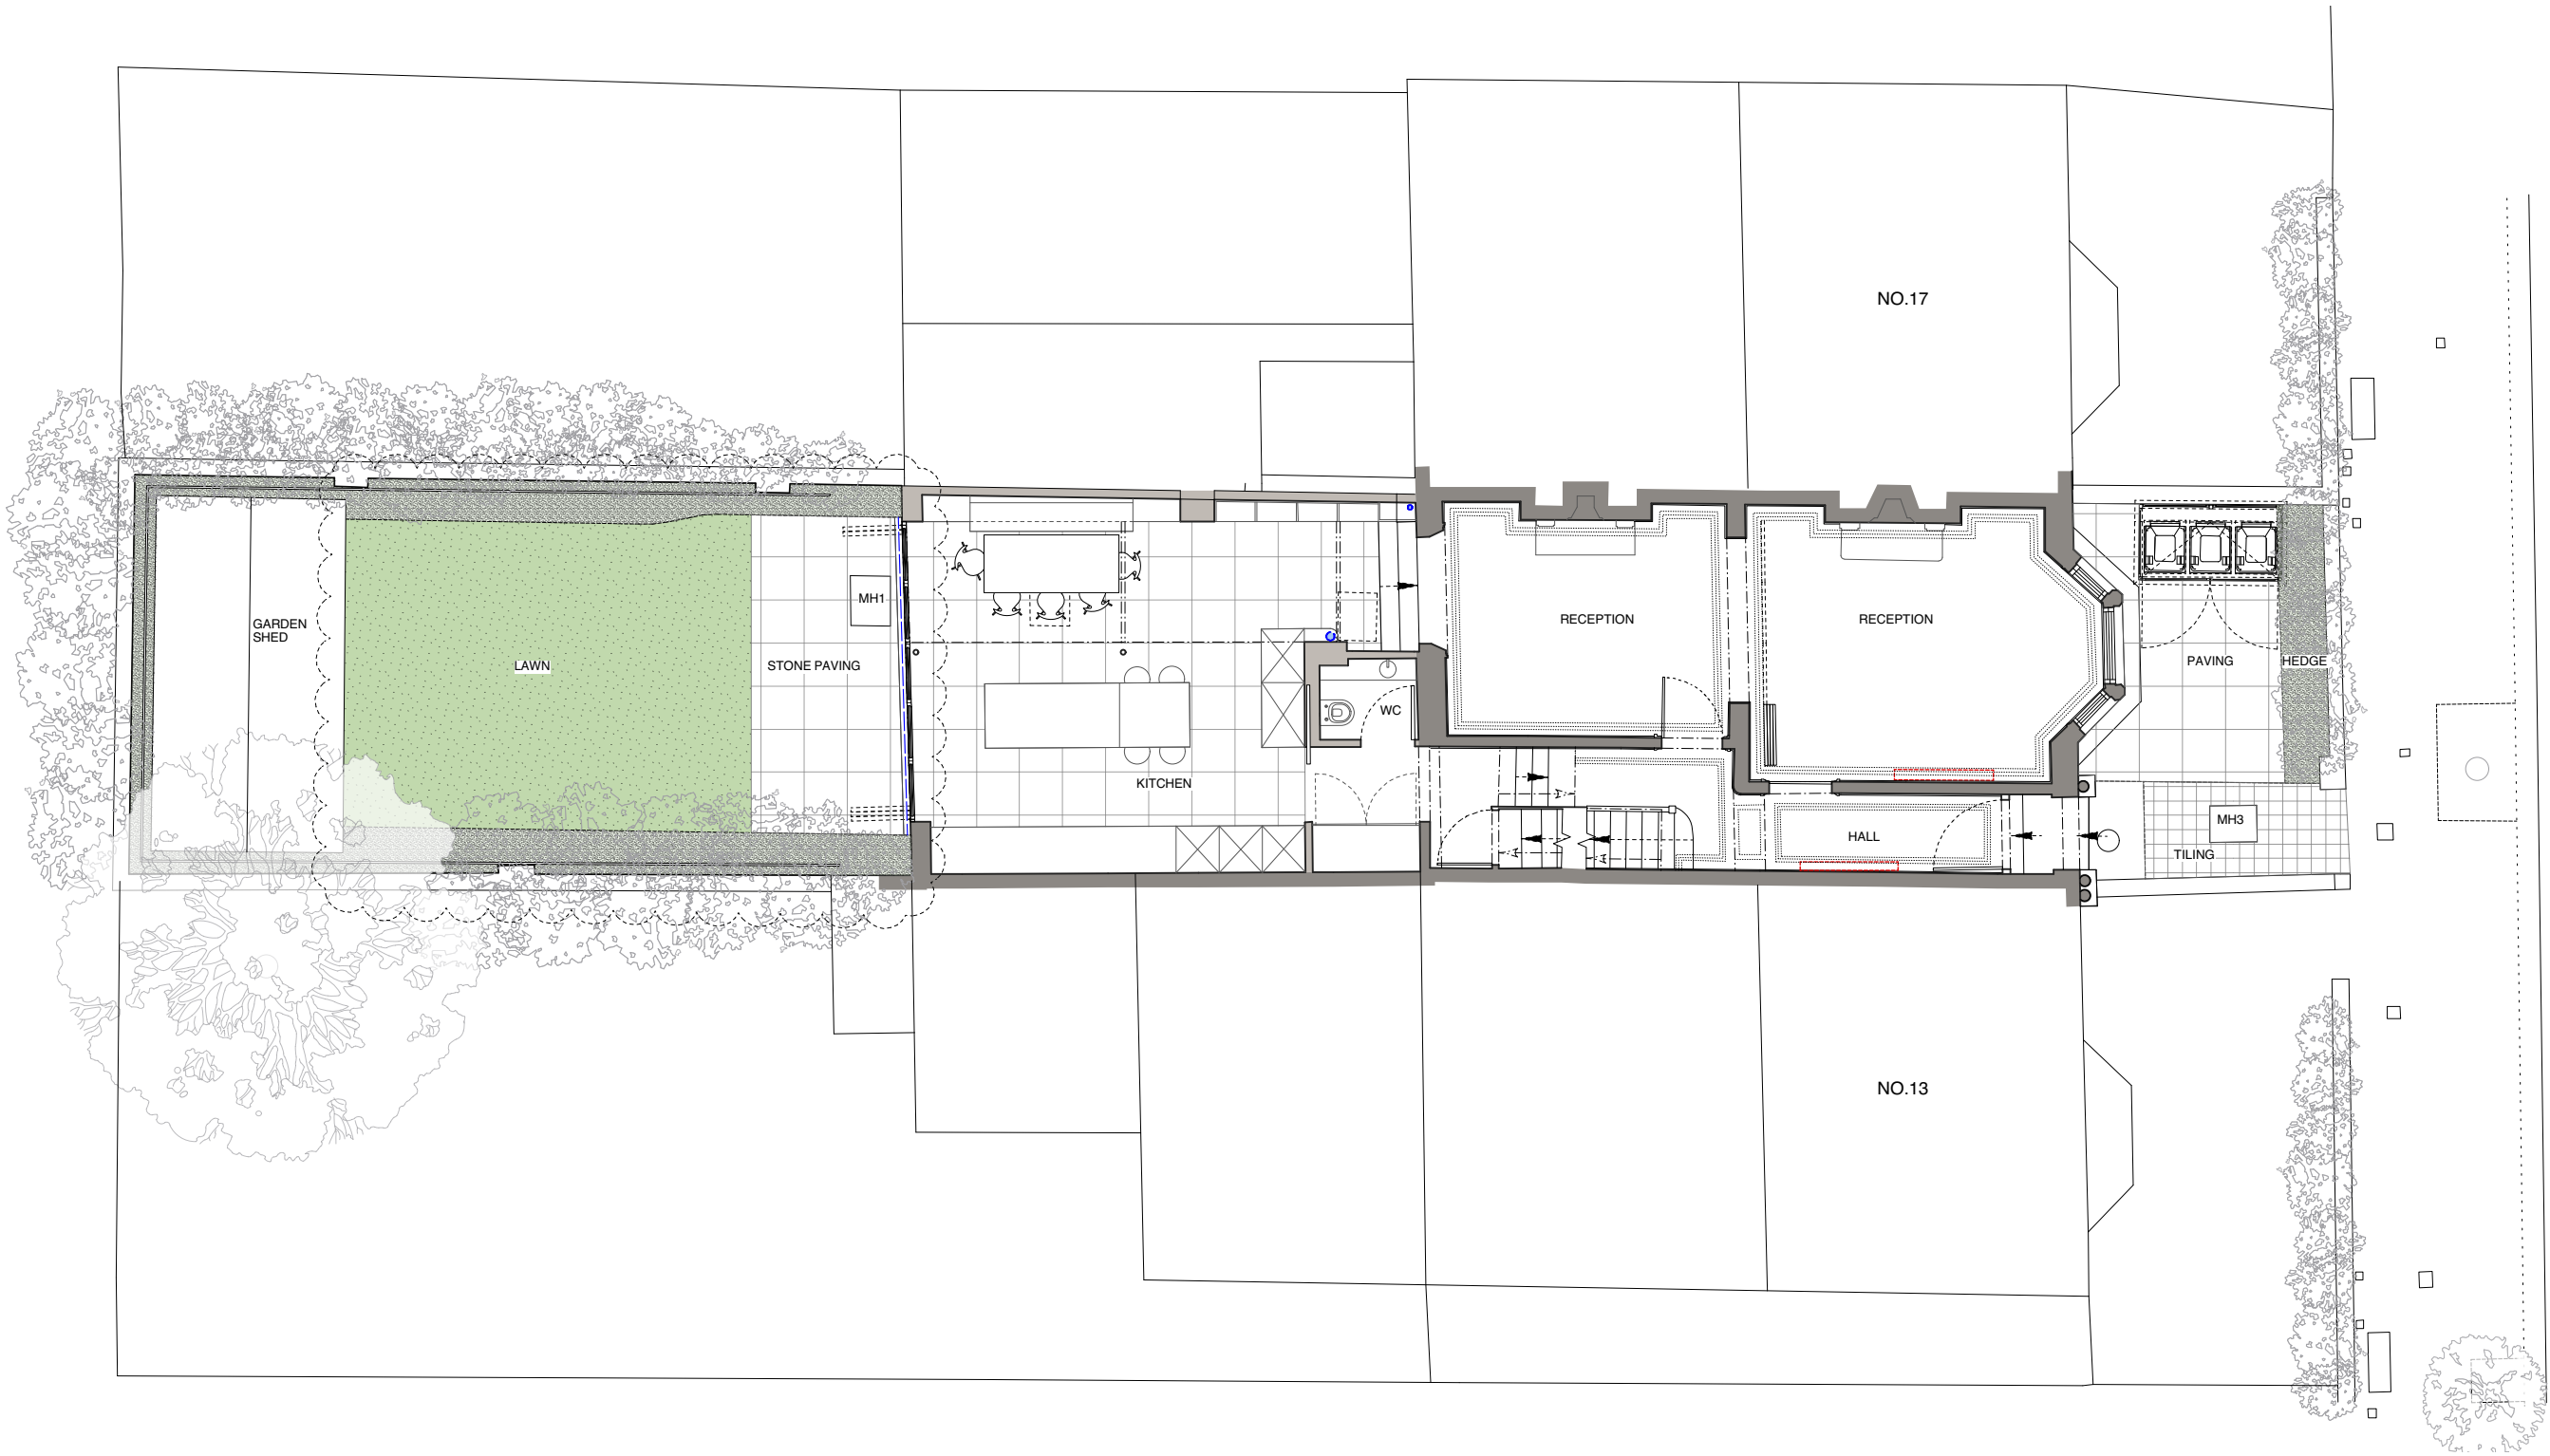 NO.17
GARDEN
SHED
LAWN
STONE PAVING
MH1
KITCHEN
WC
RECEPTION
RECEPTION
HALL
PAVING
HEDGE
MH3
TILING
NO.13